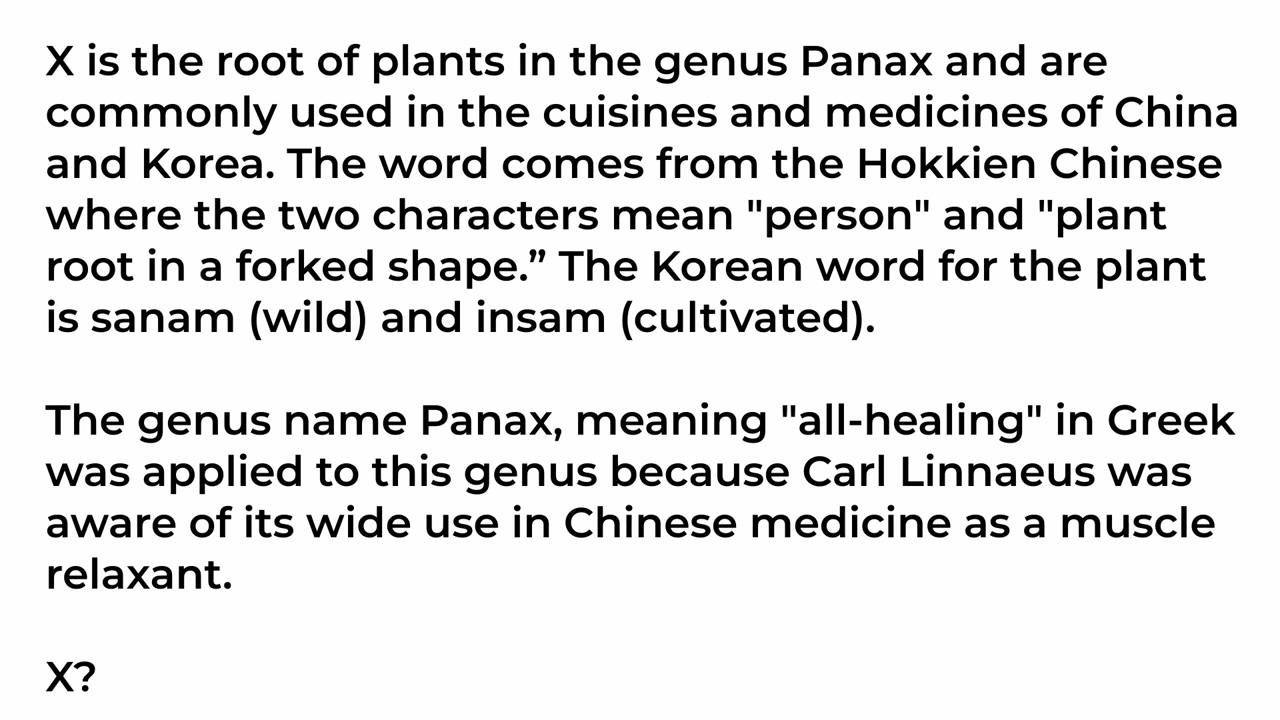 X is the root of plants in the genus Panax and are
commonly used in the cuisines and medicines of China
and Korea. The word comes from the Hokkien Chinese
where the two characters mean "person" and "plant
root in a forked shape.” The Korean word for the plant
is sanam (wild) and insam (cultivated).
The genus name Panax, meaning "all-healing" in Greek
was applied to this genus because Carl Linnaeus was
aware of its wide use in Chinese medicine as a muscle
relaxant.
X?